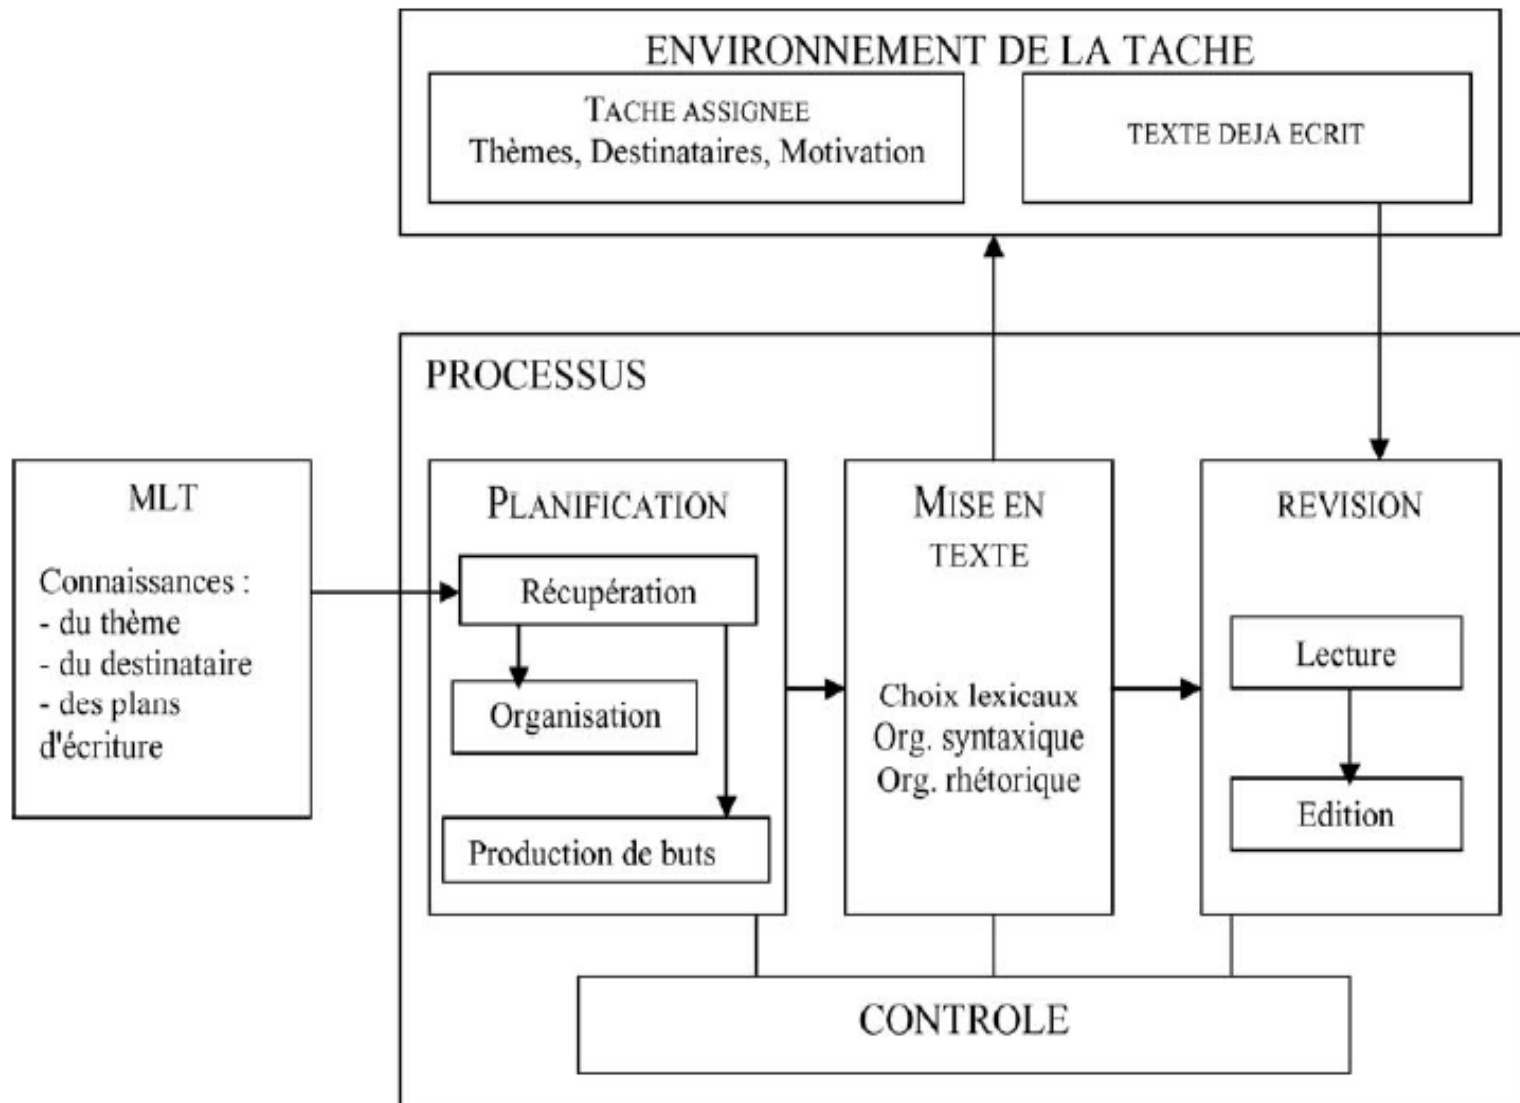 ENVIRONNEMENT DE LA TACHE
TACHE ASSIGNEE
Thèmes, Destinataires, Motivation
TEXTE DEJA ECRIT
PROCESSUS
MLT
Connaissances :
- du thème
- du destinataire
- des plans
d'écriture
PLANIFICATION
Récupération
Organisation
Production de buts
MISE EN
TEXTE
Choix lexicaux
Org. syntaxique
Org. rhétorique
REVISION
Lecture
Edition
CONTROLE